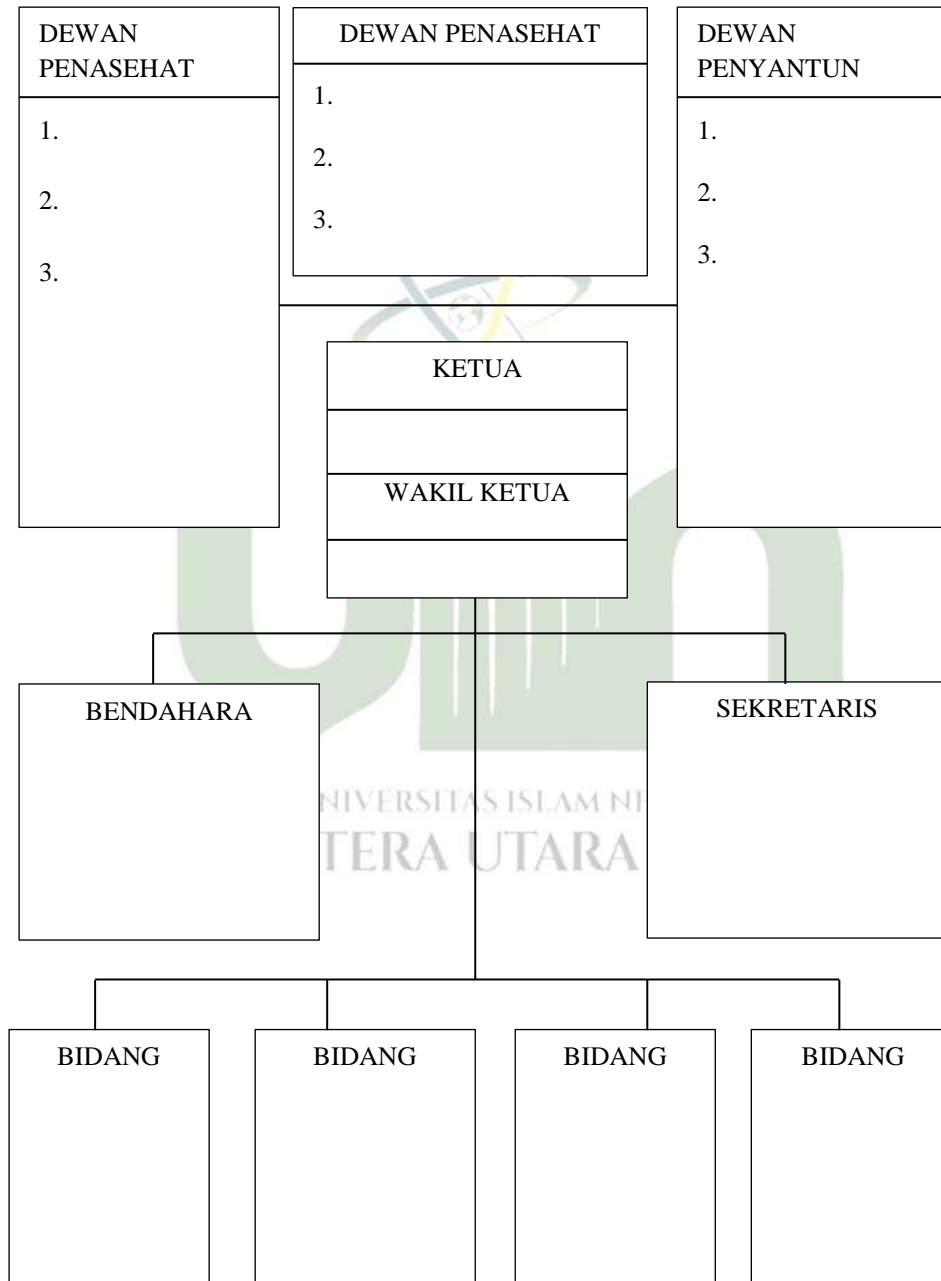 DEWAN
PENASEHAT
1.
2.
3.
DEWAN PENASEHAT
1.
2.
3.
DEWAN
PENYANTUN
1.
2.
3.
KETUA
WAKIL KETUA
BENDAHARA
SEKRETARIS
NIVERSITAS ISLAM NE
TERA UTARA
BIDANG
BIDANG
BIDANG
BIDANG